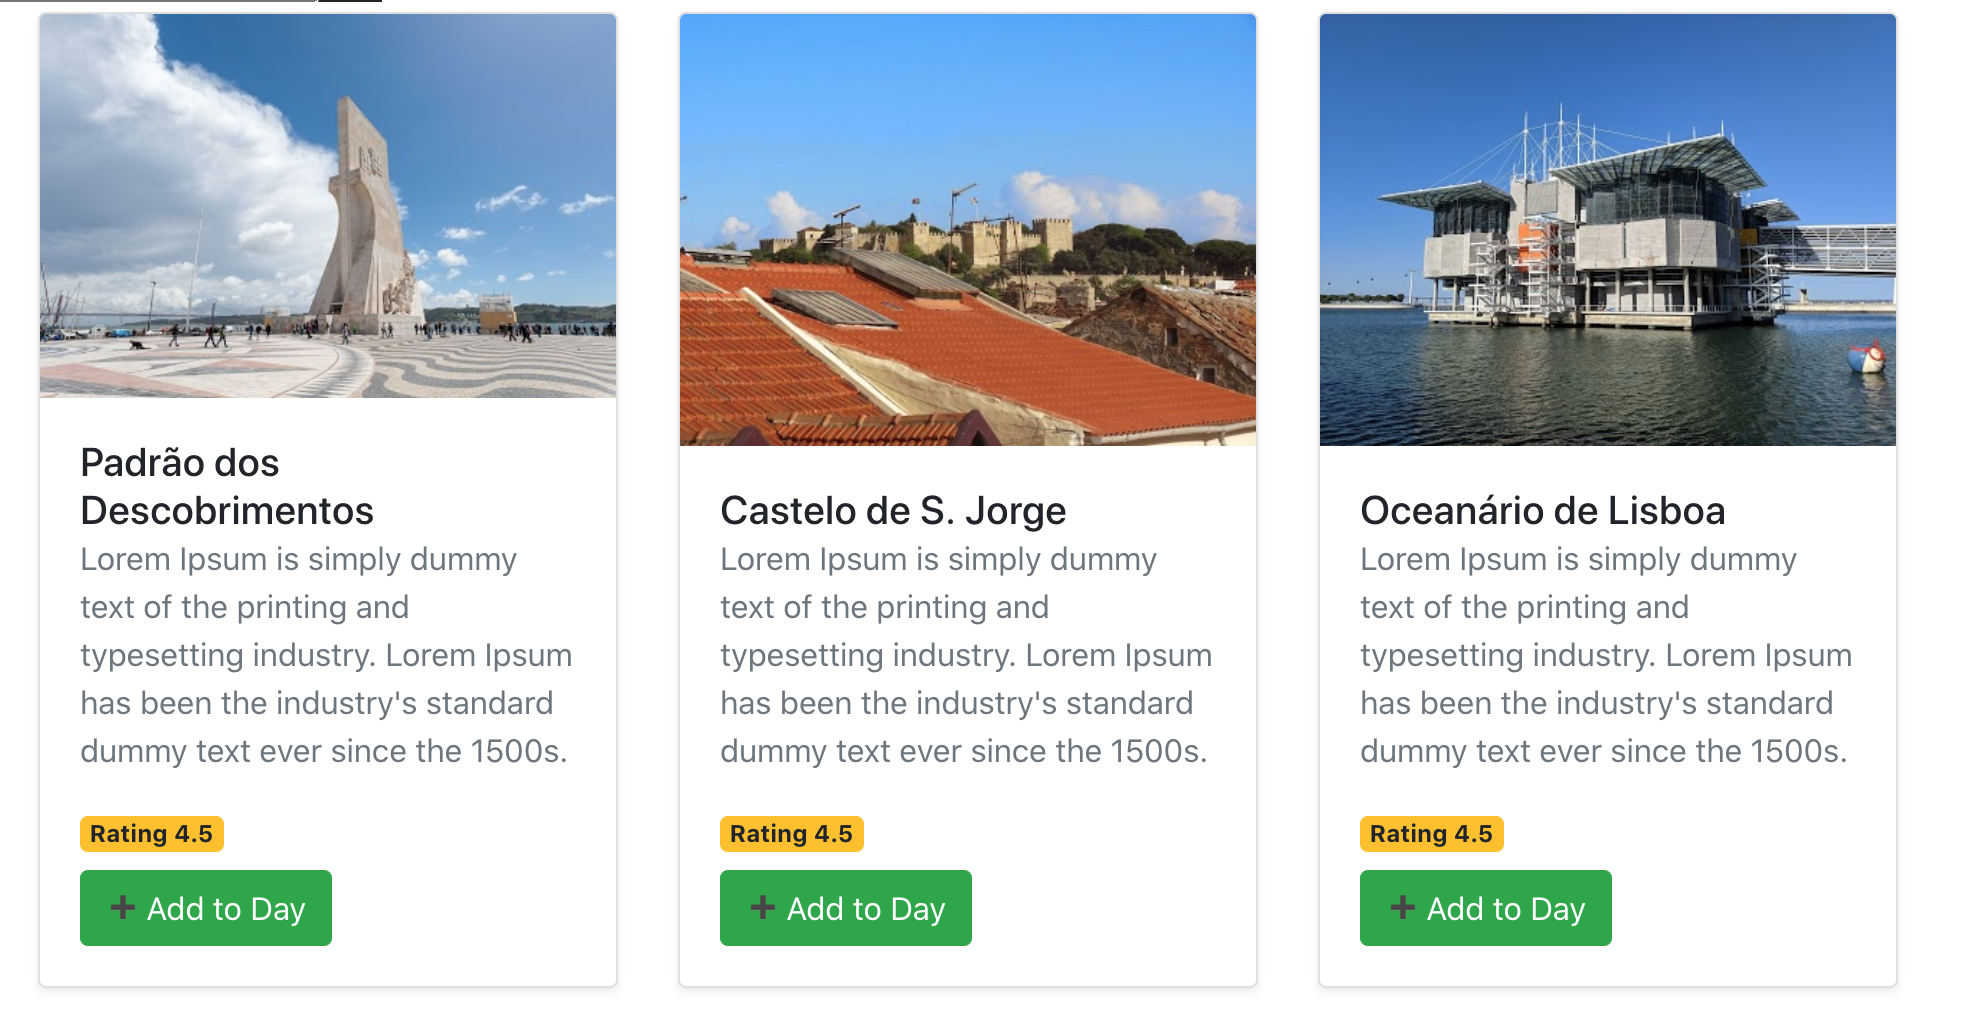 Padrão dos
Descobrimentos
Lorem Ipsum is simply dummy
text of the printing and
typesetting industry. Lorem Ipsum
has been the industry's standard
dummy text ever since the 1500s.
Rating 4.5
+ Add to Day
Castelo de S. Jorge
Lorem Ipsum is simply dummy
text of the printing and
typesetting industry. Lorem Ipsum
has been the industry's standard
dummy text ever since the 1500s.
Rating 4.5
+ Add to Day
Oceanário de Lisboa
Lorem Ipsum is simply dummy
text of the printing and
typesetting industry. Lorem Ipsum
has been the industry's standard
dummy text ever since the 1500s.
Rating 4.5
+ Add to Day